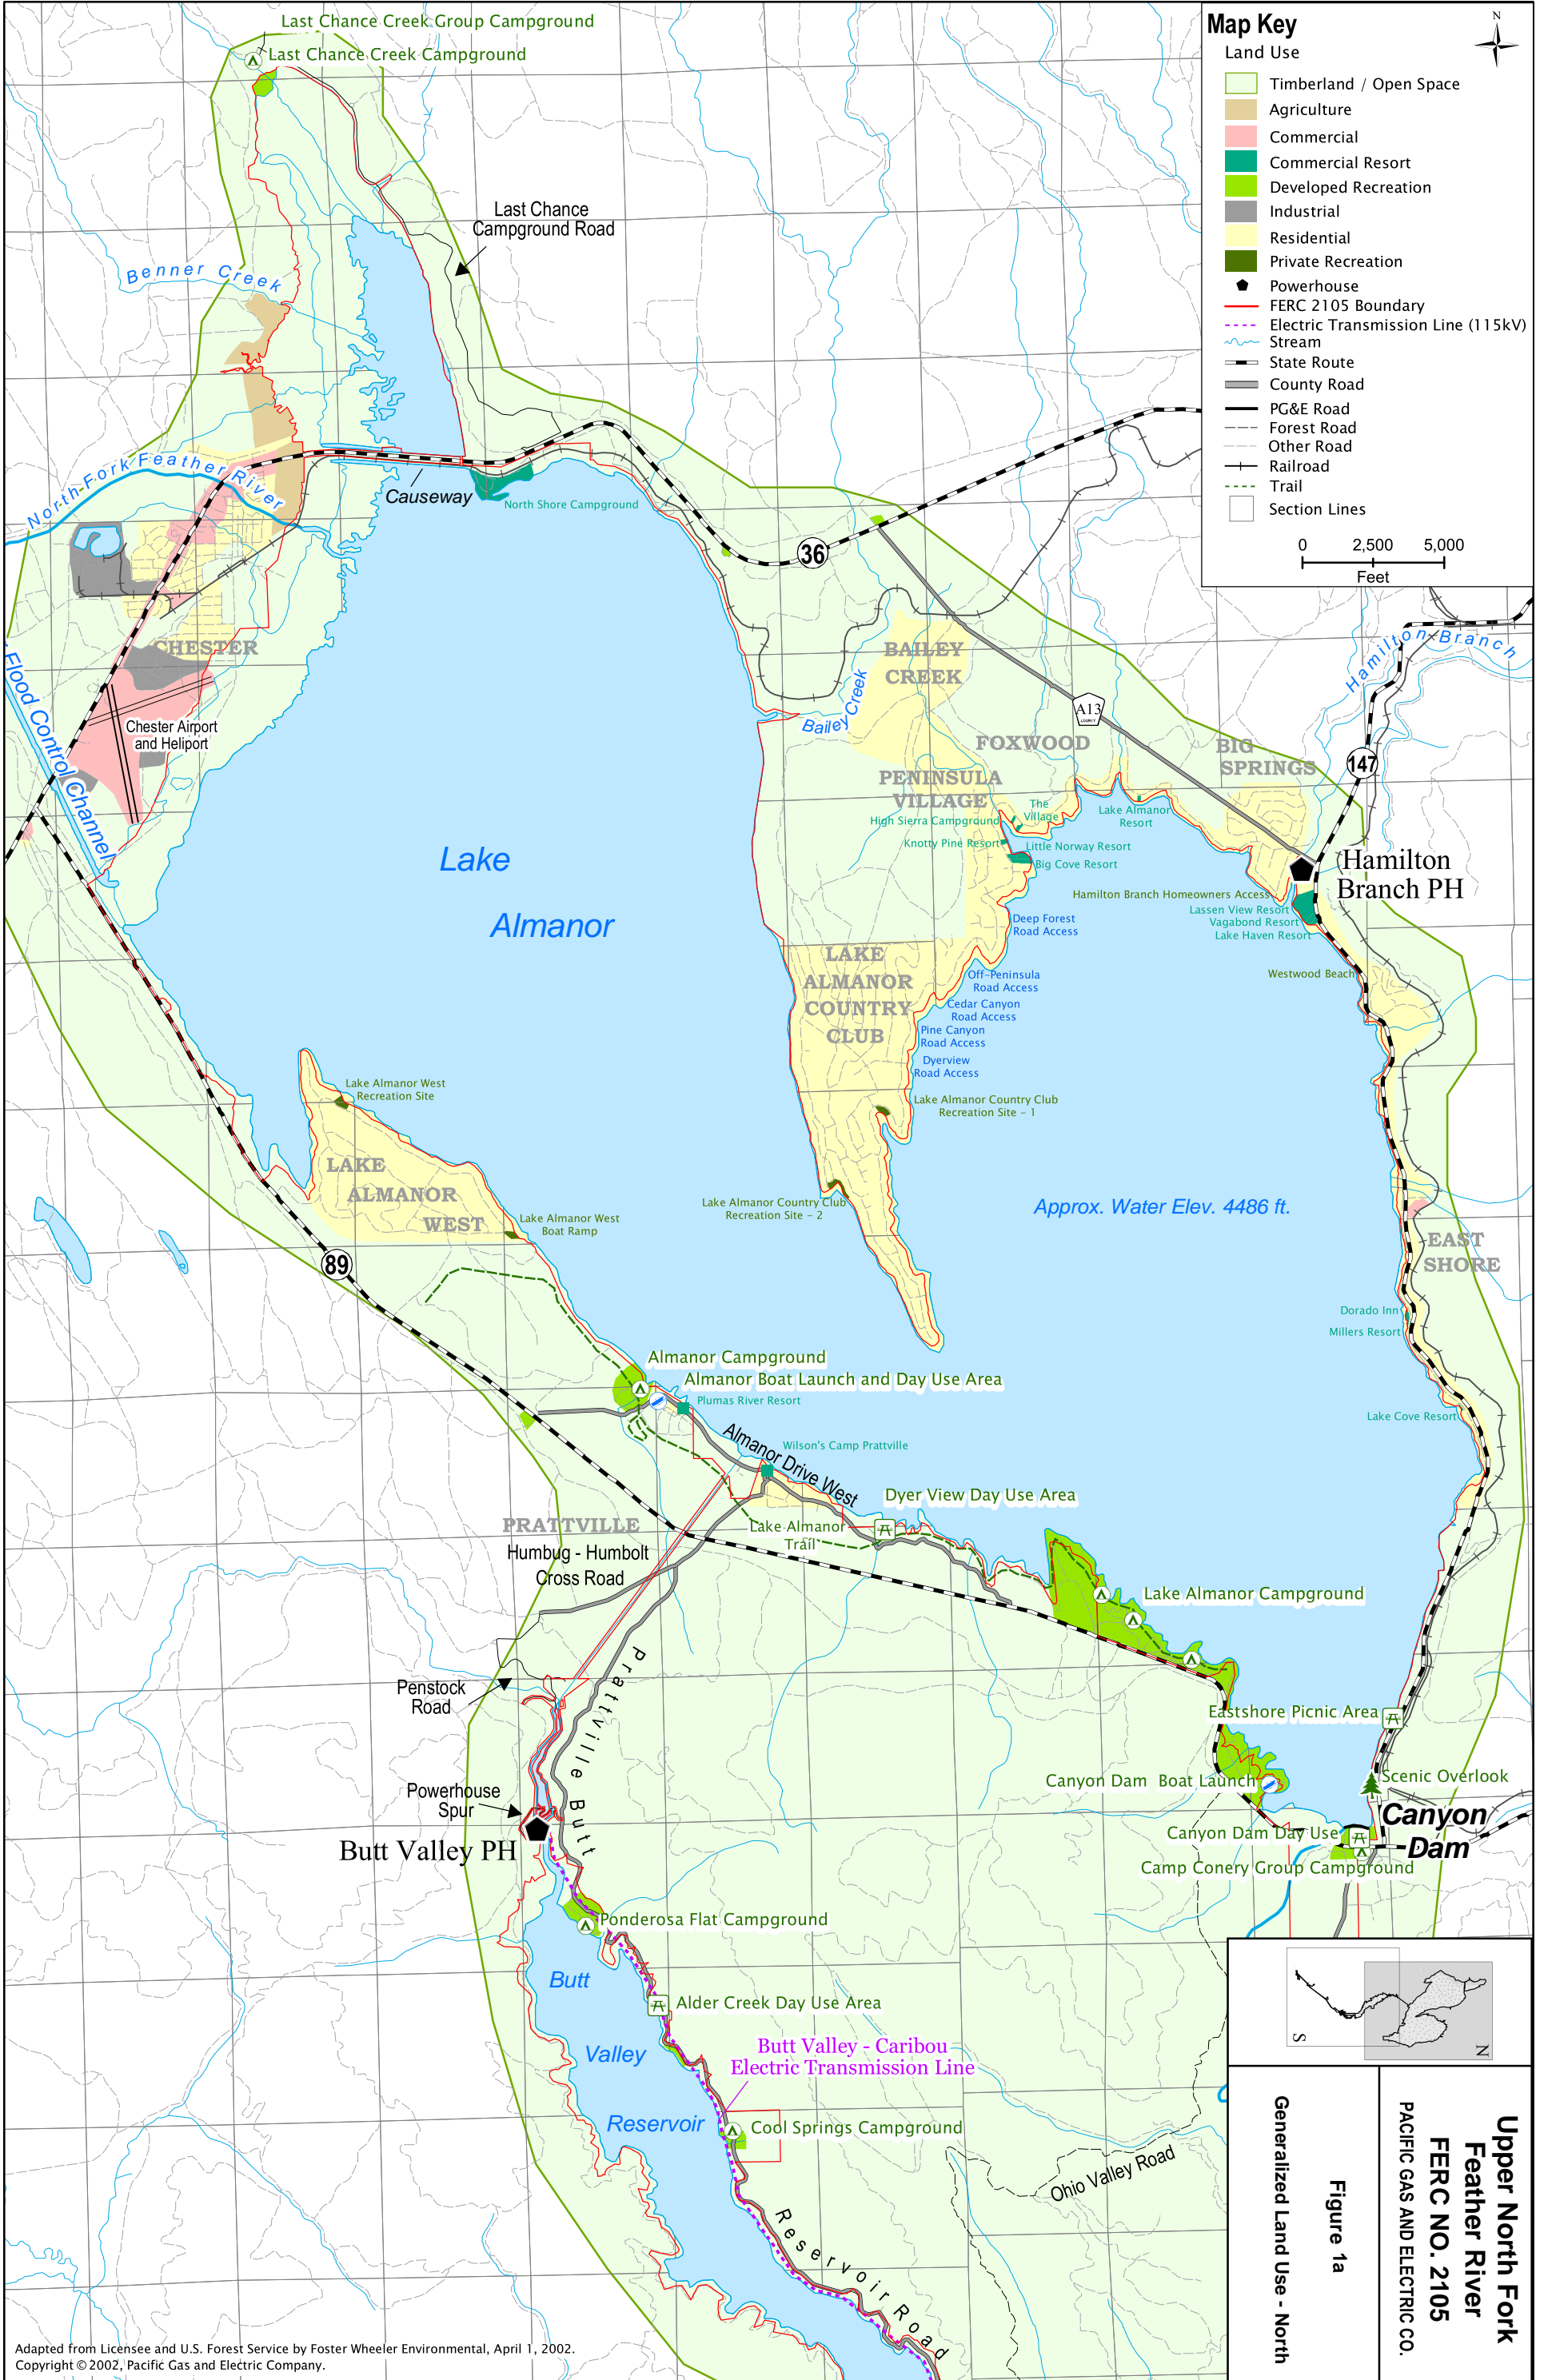 Last Chance Creek Group Campground
Last Chance Creek Campground
Last Chance
Campground Road
Benner Creek
North Fork Feather River
Causeway
North Shore Campground
36
CHESTER
Chester Airport
and Heliport
Flood Control Channel
Lake
Almanor
BAILEY
CREEK
Bailey Creek
A13
COUNTY
FOXWOOD
BIG
SPRINGS
PENINSULA
VILLAGE
The
Village
High Sierra Campground
Knotty Pine Resort
Little Norway Resort
Big Cove Resort
Lake Almanor
Resort
Hamilton Branch
147
Hamilton
Branch PH
Hamilton Branch Homeowners Access
Lassen View Resort
Vagabond Resort
Lake Haven Resort
Westwood Beach
Deep Forest
Road Access
Off-Peninsula
Road Access
Cedar Canyon
Road Access
Pine Canyon
Road Access
Dyerview
Road Access
LAKE
ALMANOR
COUNTRY
CLUB
Lake Almanor Country Club
Recreation Site - 1
Lake Almanor Country Club
Recreation Site - 2
Lake Almanor West
Recreation Site
LAKE
ALMANOR
WEST
Lake Almanor West
Boat Ramp
89
Approx. Water Elev. 4486 ft.
EAST
SHORE
Dorado Inn
Millers Resort
Lake Cove Resort
Almanor Campground
Almanor Boat Launch and Day Use Area
Plumas River Resort
Wilson's Camp Prattville
Almanor Drive West
Dyer View Day Use Area
Lake Almanor
Trail
PRATTVILLE
Humbug - Humbolt
Cross Road
Lake Almanor Campground
Penstock
Road
Prattville Butt
Eastshore Picnic Area
Canyon Dam Boat Launch
Scenic Overlook
Canyon
Dam
Canyon Dam Day Use
Camp Conery Group Campground
Powerhouse
Spur
Butt Valley PH
Ponderosa Flat Campground
Butt
Valley
Reservoir
Alder Creek Day Use Area
Butt Valley - Caribou
Electric Transmission Line
Cool Springs Campground
Reservoir Road
Ohio Valley Road
Map Key
N
Land Use
Timberland / Open Space
Agriculture
Commercial
Commercial Resort
Developed Recreation
Industrial
Residential
Private Recreation
Powerhouse
FERC 2105 Boundary
Electric Transmission Line (115kV)
Stream
State Route
County Road
PG&E Road
Forest Road
Other Road
Railroad
Trail
Section Lines
0 2,500 5,000
Feet
S
N
Upper North Fork
Feather River
FERC NO. 2105
PACIFIC GAS AND ELECTRIC CO.
Figure 1a
Generalized Land Use - North
Adapted from Licensee and U.S. Forest Service by Foster Wheeler Environmental, April 1, 2002.
Copyright © 2002, Pacific Gas and Electric Company.